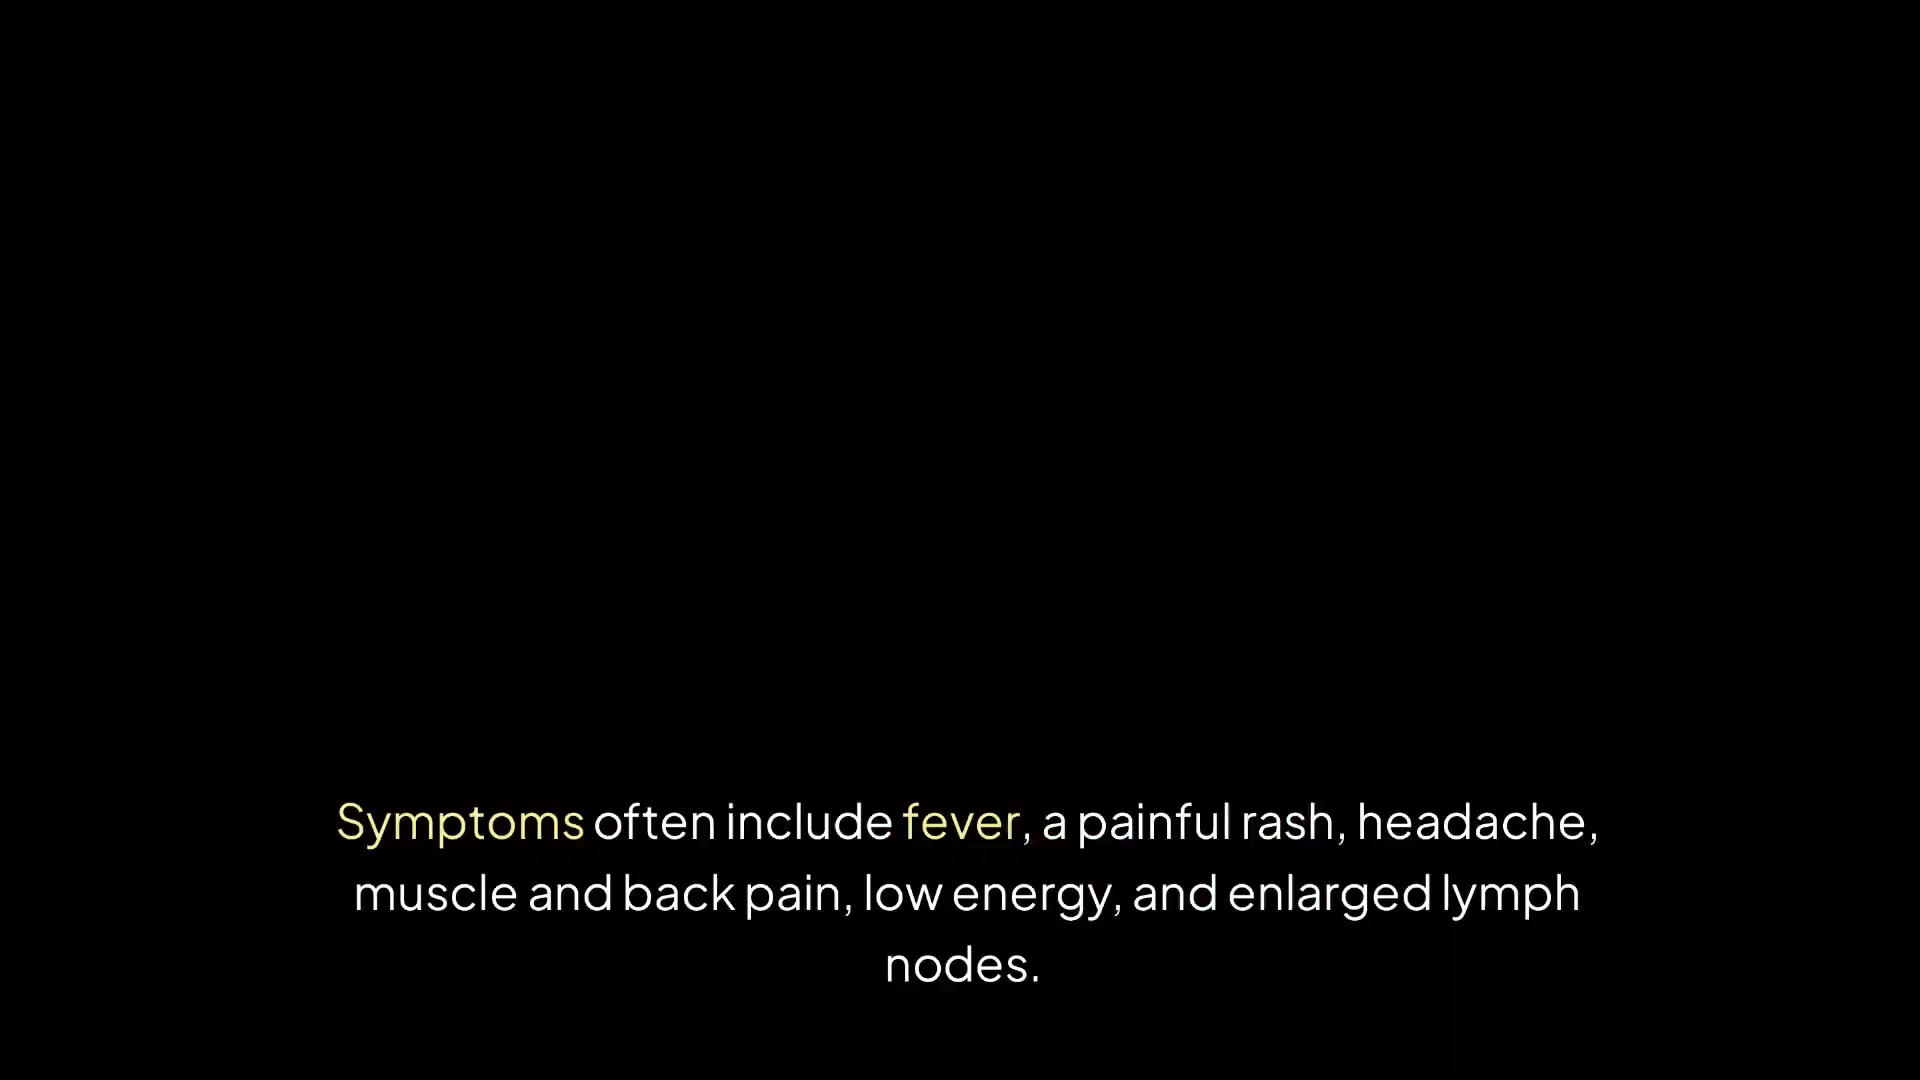 Symptoms often include fever, a painful rash, headache,
muscle and back pain, low energy, and enlarged lymph
nodes.